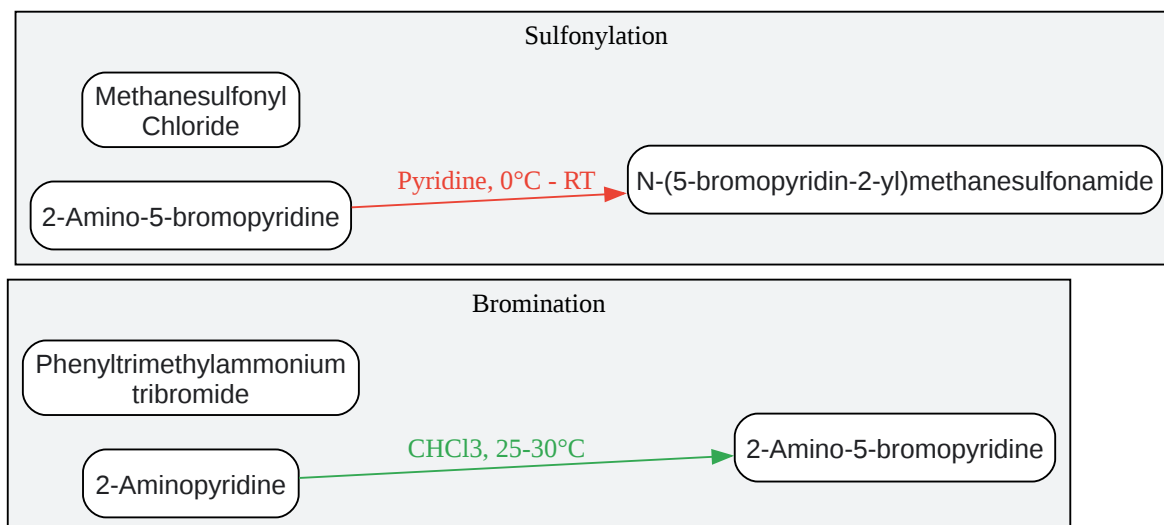 Sulfonylation
Methanesulfonyl
Chloride
2-Amino-5-bromopyridine
Pyridine, 0°C - RT
N-(5-bromopyridin-2-yl)methanesulfonamide
Bromination
Phenyltrimethylammonium
tribromide
2-Aminopyridine
CHCl3, 25-30°C
2-Amino-5-bromopyridine